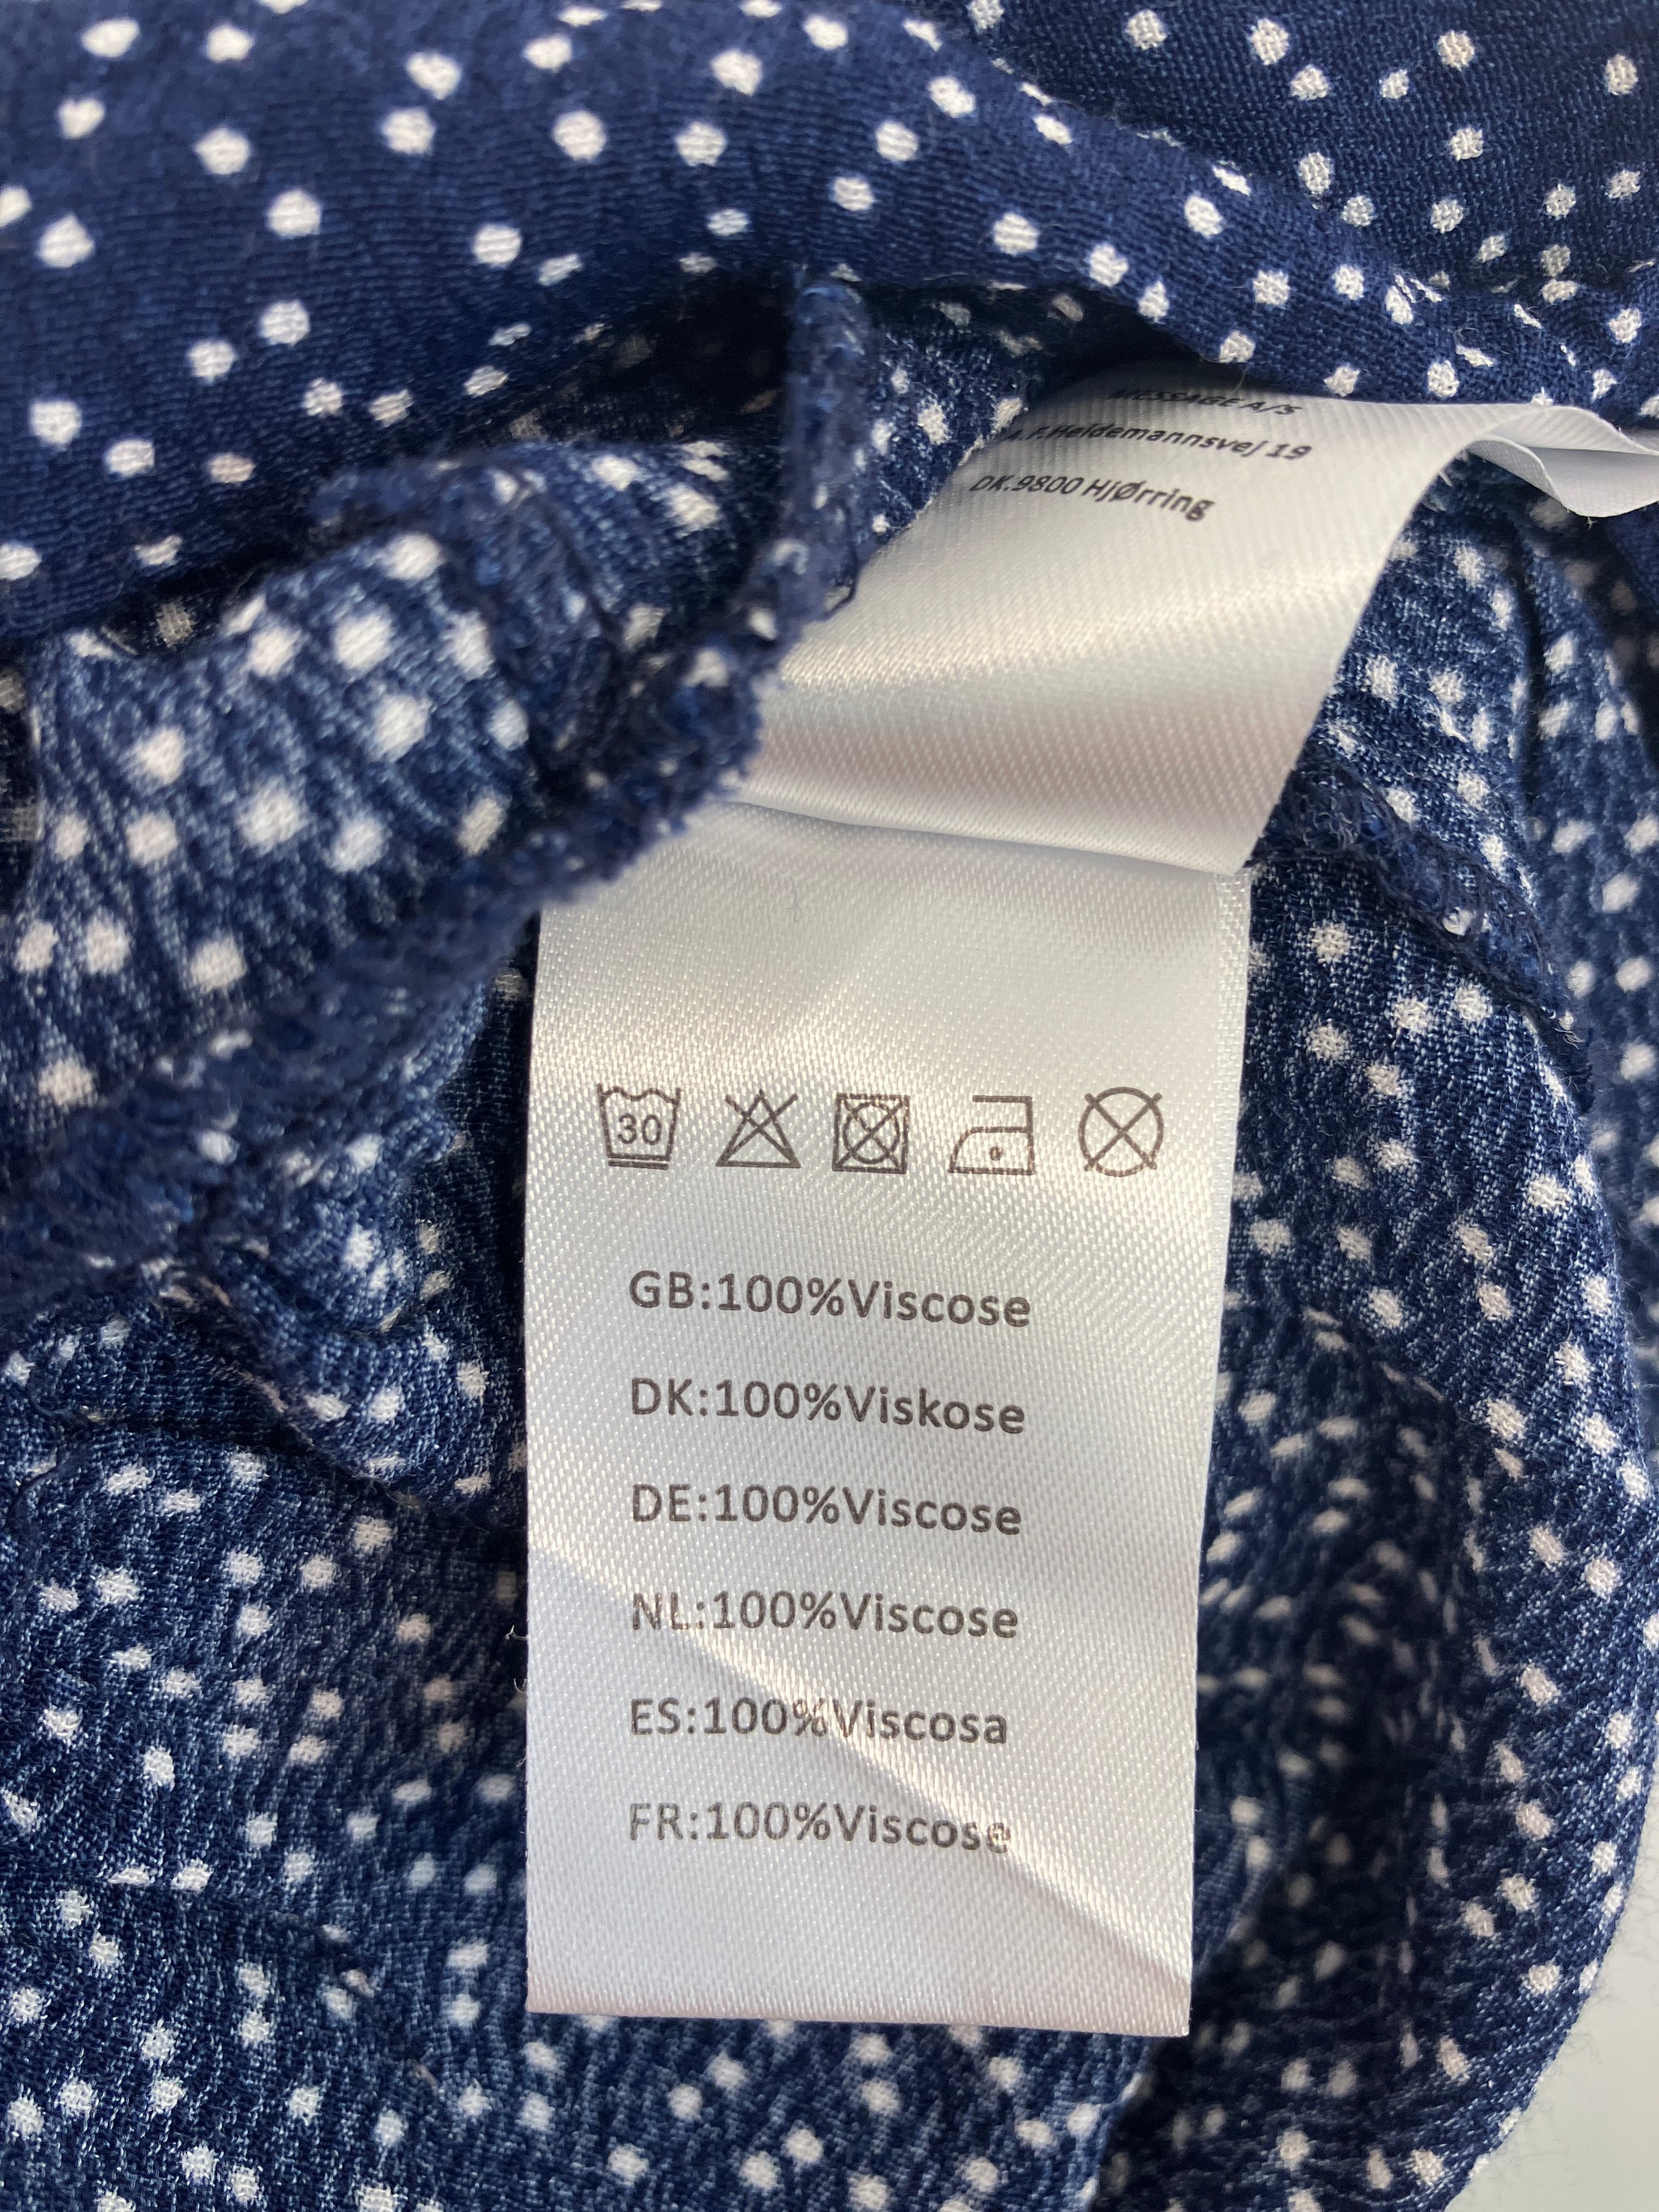 MESSAGE A/S
A.F.Heidemannsvej 19
DK.9800 Hjørring
30
GB:100%Viscose
DK:100%Viskose
DE:100%Viscose
NL:100%Viscose
ES:100%Viscosa
FR:100%Viscose